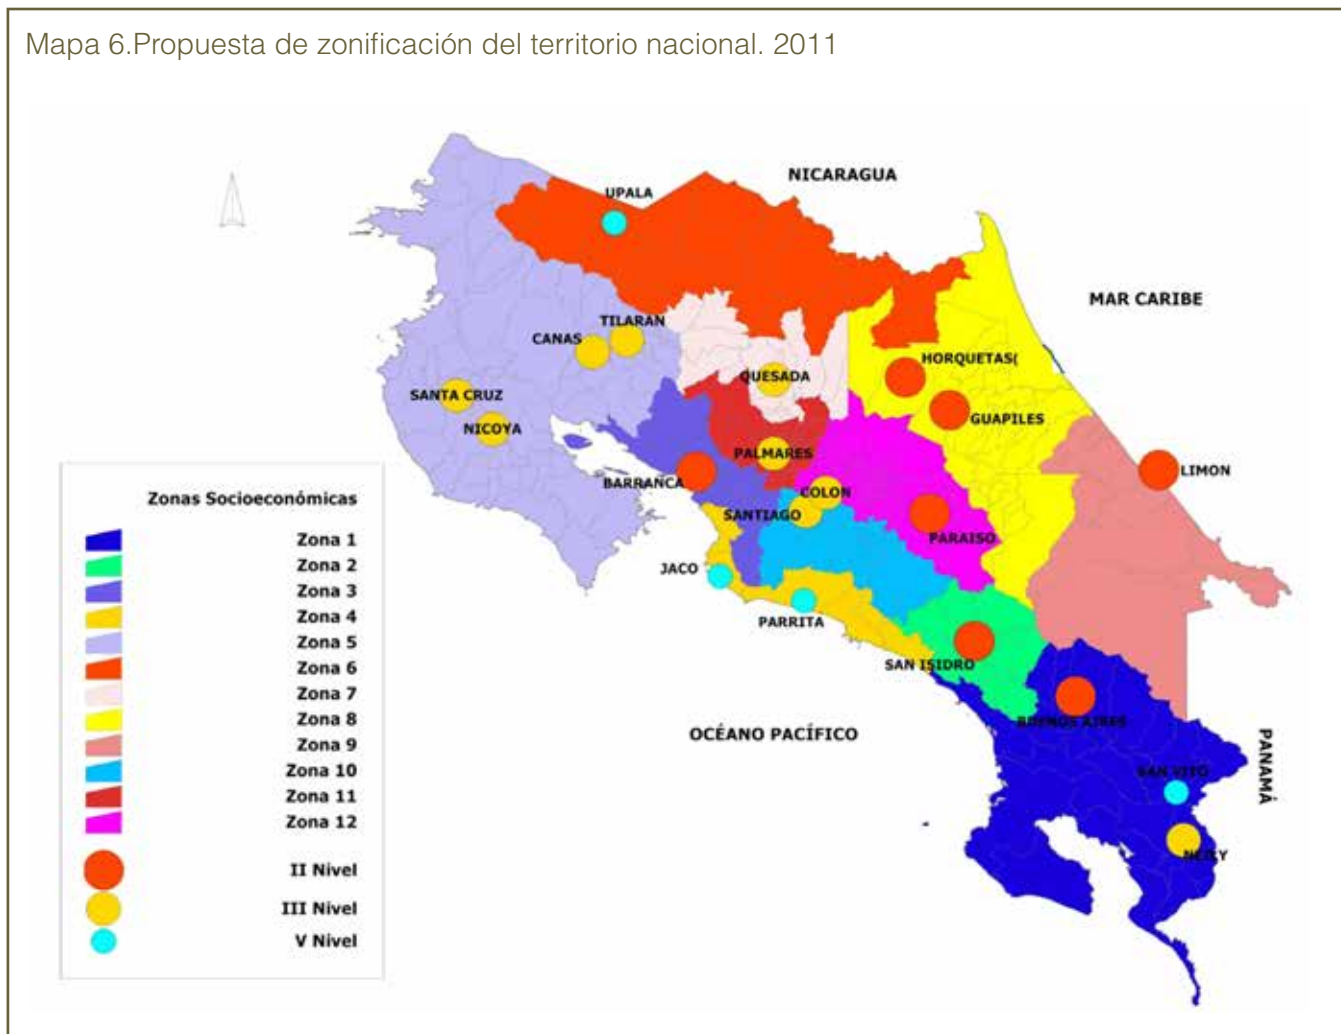 Mapa 6.Propuesta de zonificación del territorio nacional. 2011
NICARAGUA
UPALA
MAR CARIBE
TILARAN
CANAS
HORQUETAS(
QUESADA
SANTA CRUZ
GUAPILES
NICOYA
PALMARES
LIMON
BARRANCA
COLON
SANTIAGO
PARAISO
JACO
PARRITA
SAN ISIDRO
BUENOS AIRES
OCÉANO PACÍFICO
PANAMÁ
SAN VITO
NEILY
Zonas Socioeconómicas
Zona 1
Zona 2
Zona 3
Zona 4
Zona 5
Zona 6
Zona 7
Zona 8
Zona 9
Zona 10
Zona 11
Zona 12
II Nivel
III Nivel
V Nivel